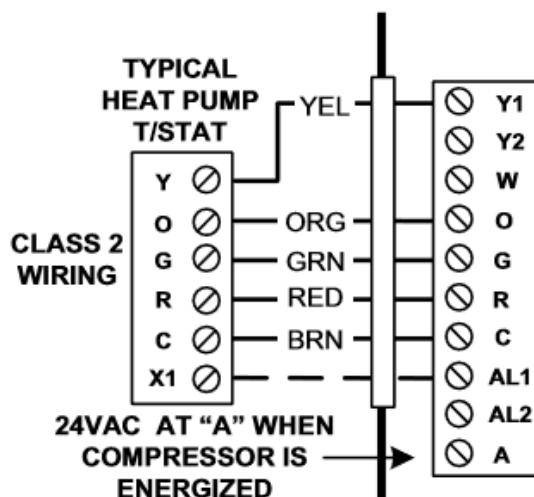 TYPICAL
HEAT PUMP
T/STAT
CLASS 2
WIRING
Y
O
G
R
C
X1
YEL
ORG
GRN
RED
BRN
Y1
Y2
W
O
G
R
C
AL1
AL2
A
24VAC AT “A” WHEN
COMPRESSOR IS
ENERGIZED